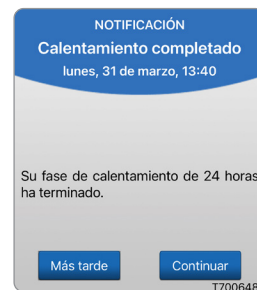 NOTIFICACIÓN
Calentamiento completado
lunes, 31 de marzo, 13:40
Su fase de calentamiento de 24 horas
ha terminado.
Más tarde
Continuar
T700648